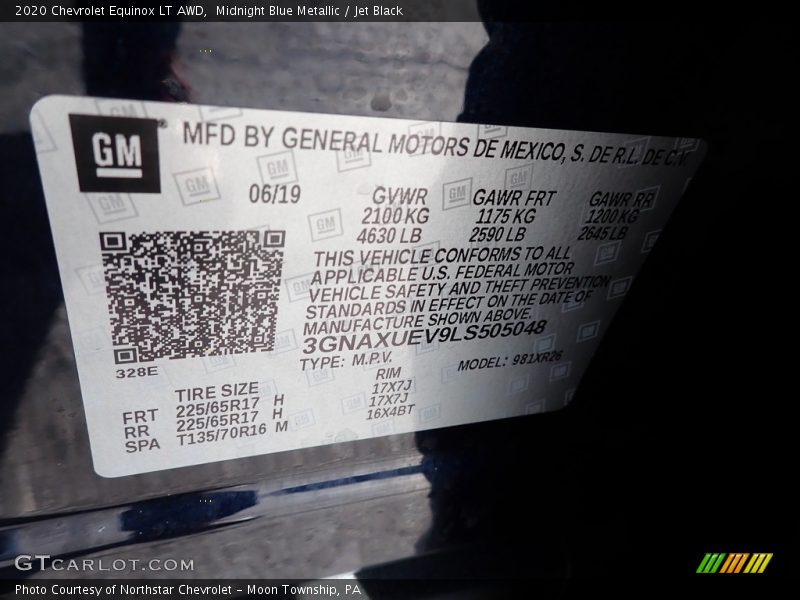 2020 Chevrolet Equinox LT AWD, Midnight Blue Metallic / Jet Black
GM
MFD BY GENERAL MOTORS DE MEXICO, S. DE R.L. DE C.V.
06/19
GVWR GAWR FRT GAWR RR
2100 KG 1175 KG 1200 KG
4630 LB 2590 LB 2645 LB
THIS VEHICLE CONFORMS TO ALL
APPLICABLE U.S. FEDERAL MOTOR
VEHICLE SAFETY AND THEFT PREVENTION
STANDARDS IN EFFECT ON THE DATE OF
MANUFACTURE SHOWN ABOVE.
3GNAXUEV9LS505048
TYPE: M.P.V. MODEL: 981XR26
328E
TIRE SIZE RIM
FRT 225/65R17 H 17X7J
RR 225/65R17 H 17X7J
SPA T135/70R16 M 16X4BT
GTCARLOT.COM
Photo Courtesy of Northstar Chevrolet - Moon Township, PA